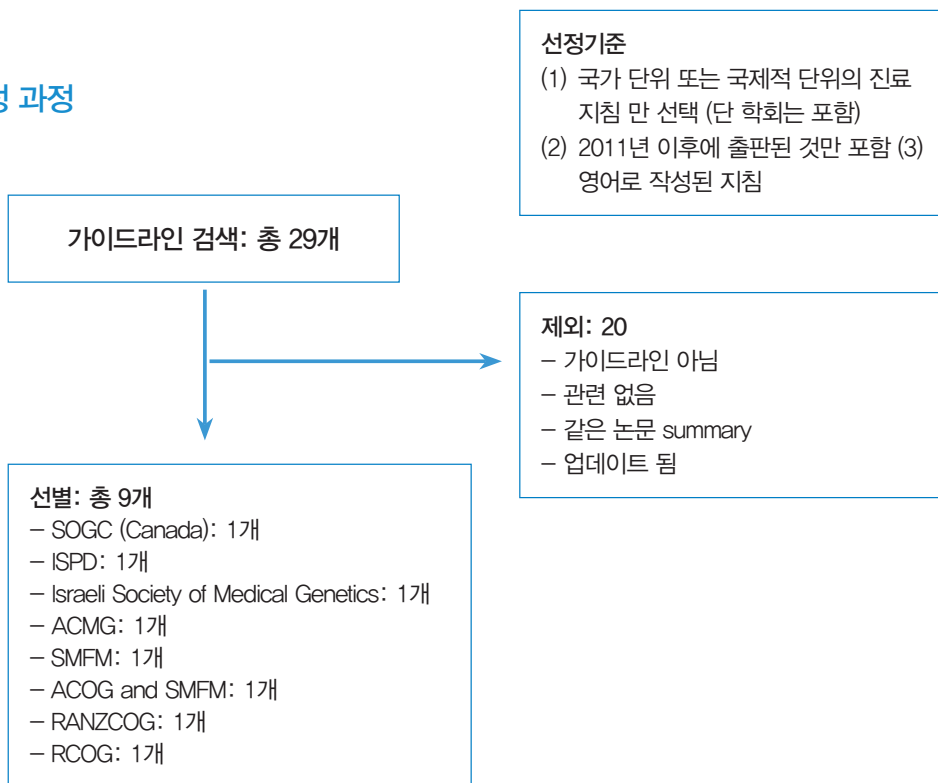 정 과정
선정기준
(1) 국가 단위 또는 국제적 단위의 진료
지침 만 선택 (단 학회는 포함)
(2) 2011년 이후에 출판된 것만 포함 (3)
영어로 작성된 지침
가이드라인 검색: 총 29개
제외: 20
– 가이드라인 아님
– 관련 없음
– 같은 논문 summary
– 업데이트 됨
선별: 총 9개
– SOGC (Canada): 1개
– ISPD: 1개
– Israeli Society of Medical Genetics: 1개
– ACMG: 1개
– SMFM: 1개
– ACOG and SMFM: 1개
– RANZCOG: 1개
– RCOG: 1개